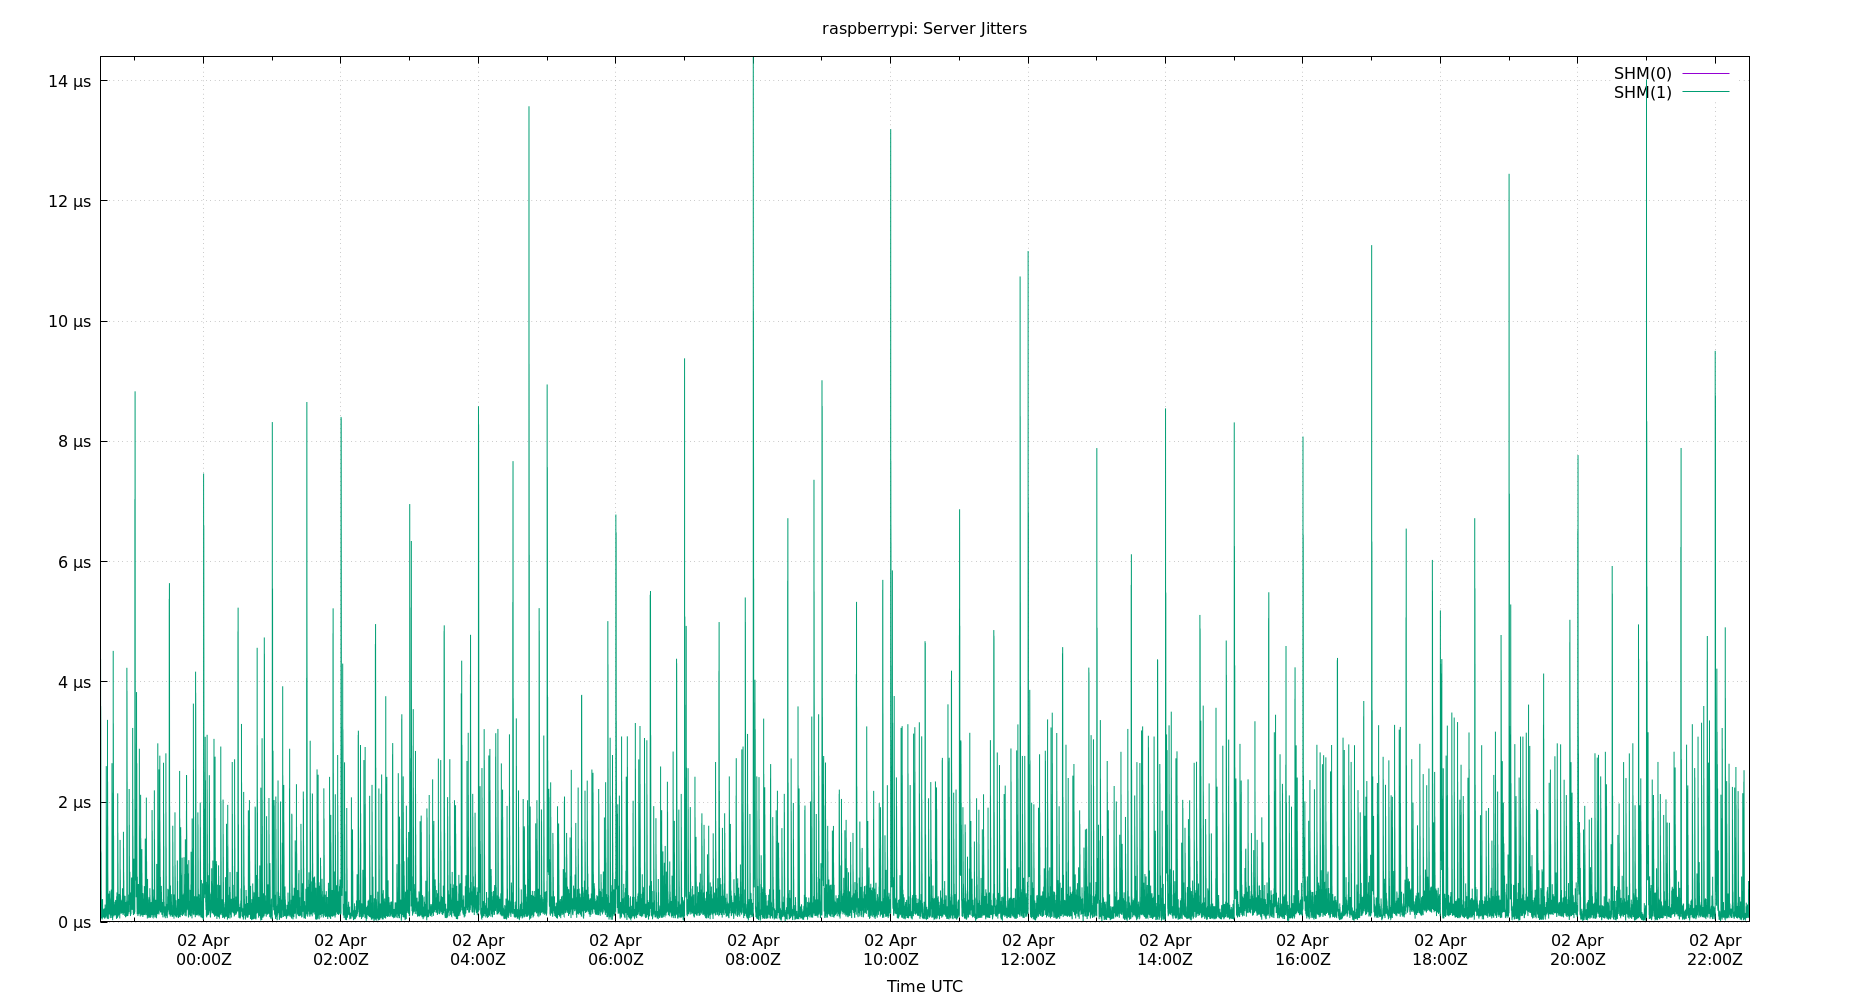 raspberrypi: Server Jitters
SHM(0)
SHM(1)
14 µs
12 µs
10 µs
8 µs
6 µs
4 µs
2 µs
0 µs
02 Apr 02 Apr 02 Apr 02 Apr 02 Apr 02 Apr 02 Apr 02 Apr 02 Apr 02 Apr 02 Apr 02 Apr
00:00Z 02:00Z 04:00Z 06:00Z 08:00Z 10:00Z 12:00Z 14:00Z 16:00Z 18:00Z 20:00Z 22:00Z
Time UTC